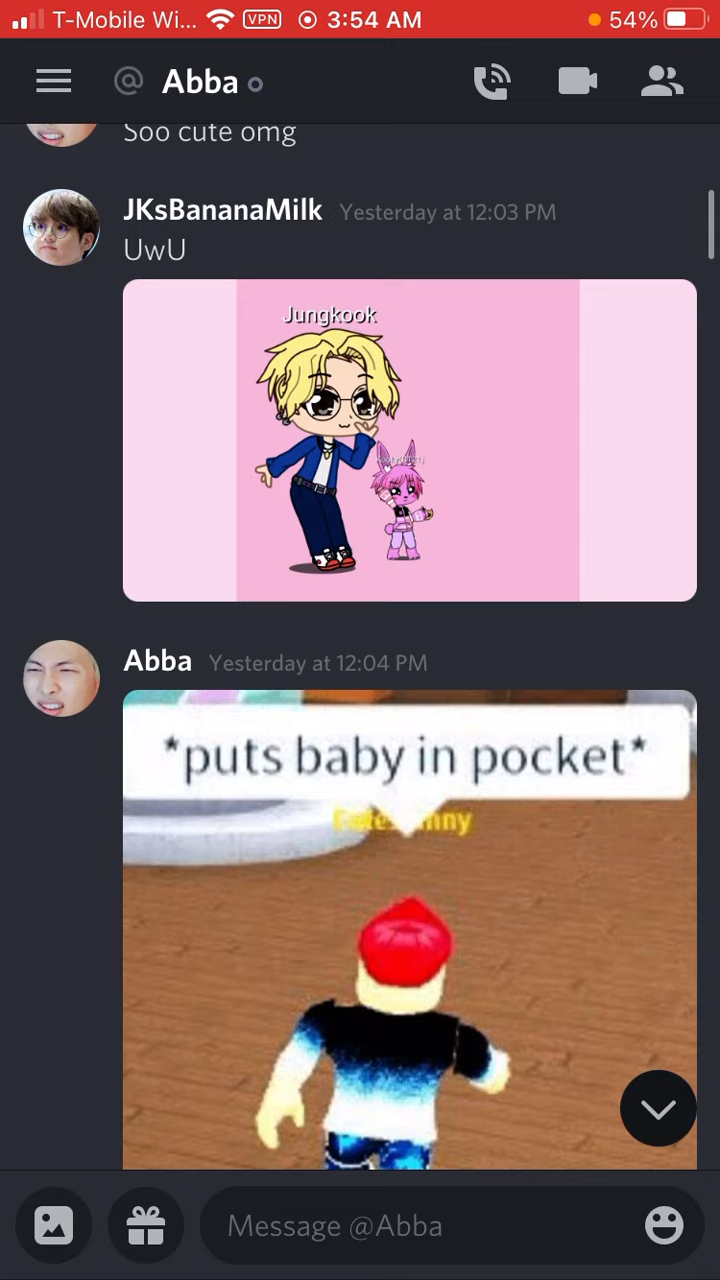 T-Mobile Wi... VPN 3:54 AM 54%
@ Abba
Soo cute omg
JKsBananaMilk Yesterday at 12:03 PM
UwU
Jungkook
Abba Yesterday at 12:04 PM
*puts baby in pocket*
Message @Abba